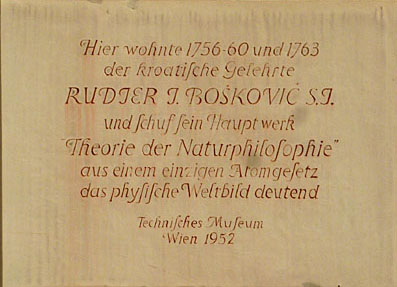 Hier wohnte 1756-60 und 1763
der kroatiſche Gelehrte
RUDJER J. BOŠKOVIĆ S.J.
und schuf ſein Hauptwerk
"Theorie der Naturphiloſophie"
aus einem einzigen Atomgeſetz
das phyſiſche Weltbild deutend
Techniſches Muſeum
Wien 1952